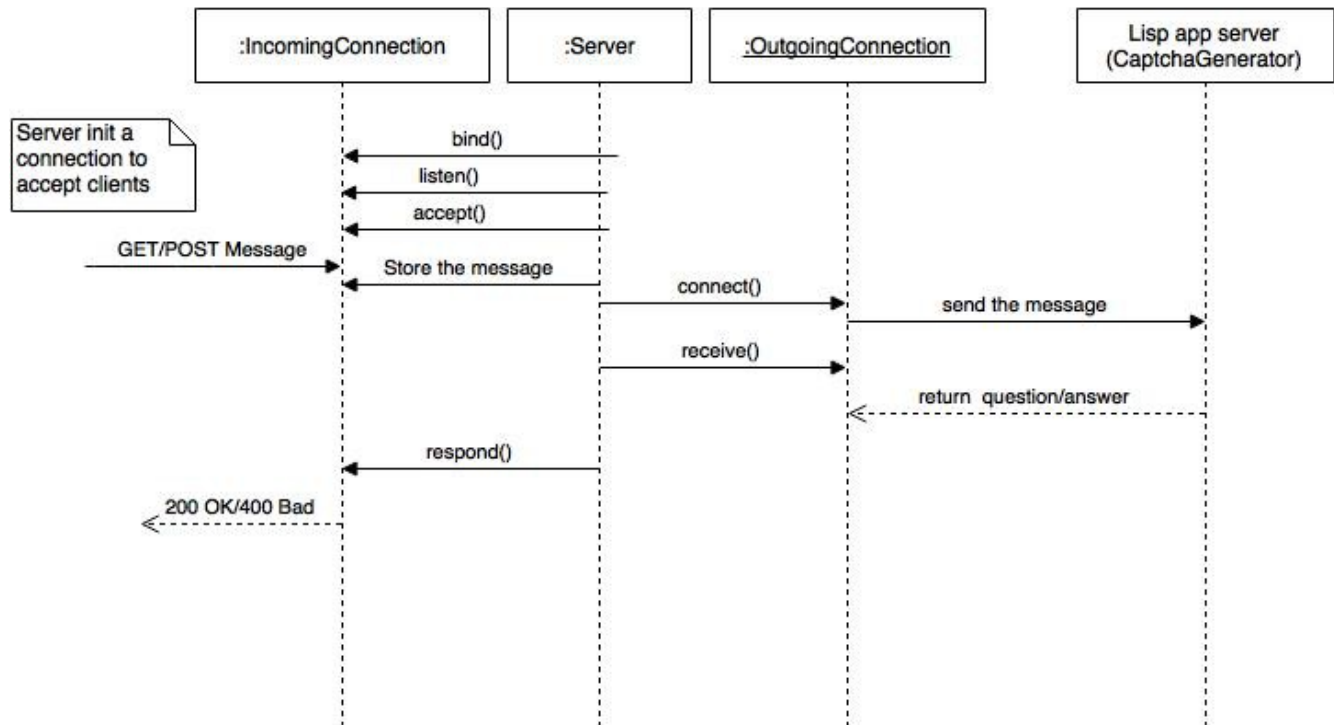 :IncomingConnection
:Server
:OutgoingConnection
Lisp app server
(CaptchaGenerator)
Server init a
connection to
accept clients
bind()
listen()
accept()
GET/POST Message
Store the message
connect()
send the message
receive()
return question/answer
respond()
200 OK/400 Bad